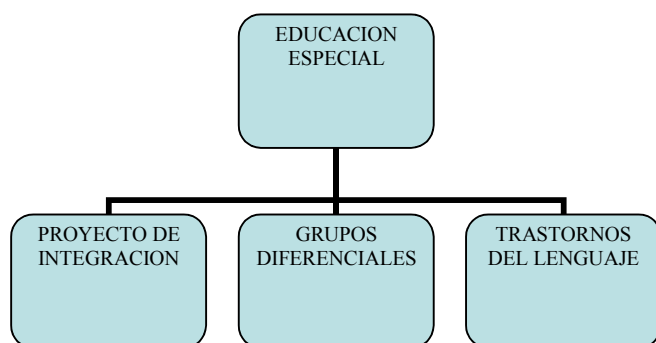 EDUCACION
ESPECIAL
PROYECTO DE
INTEGRACION
GRUPOS
DIFERENCIALES
TRASTORNOS
DEL LENGUAJE